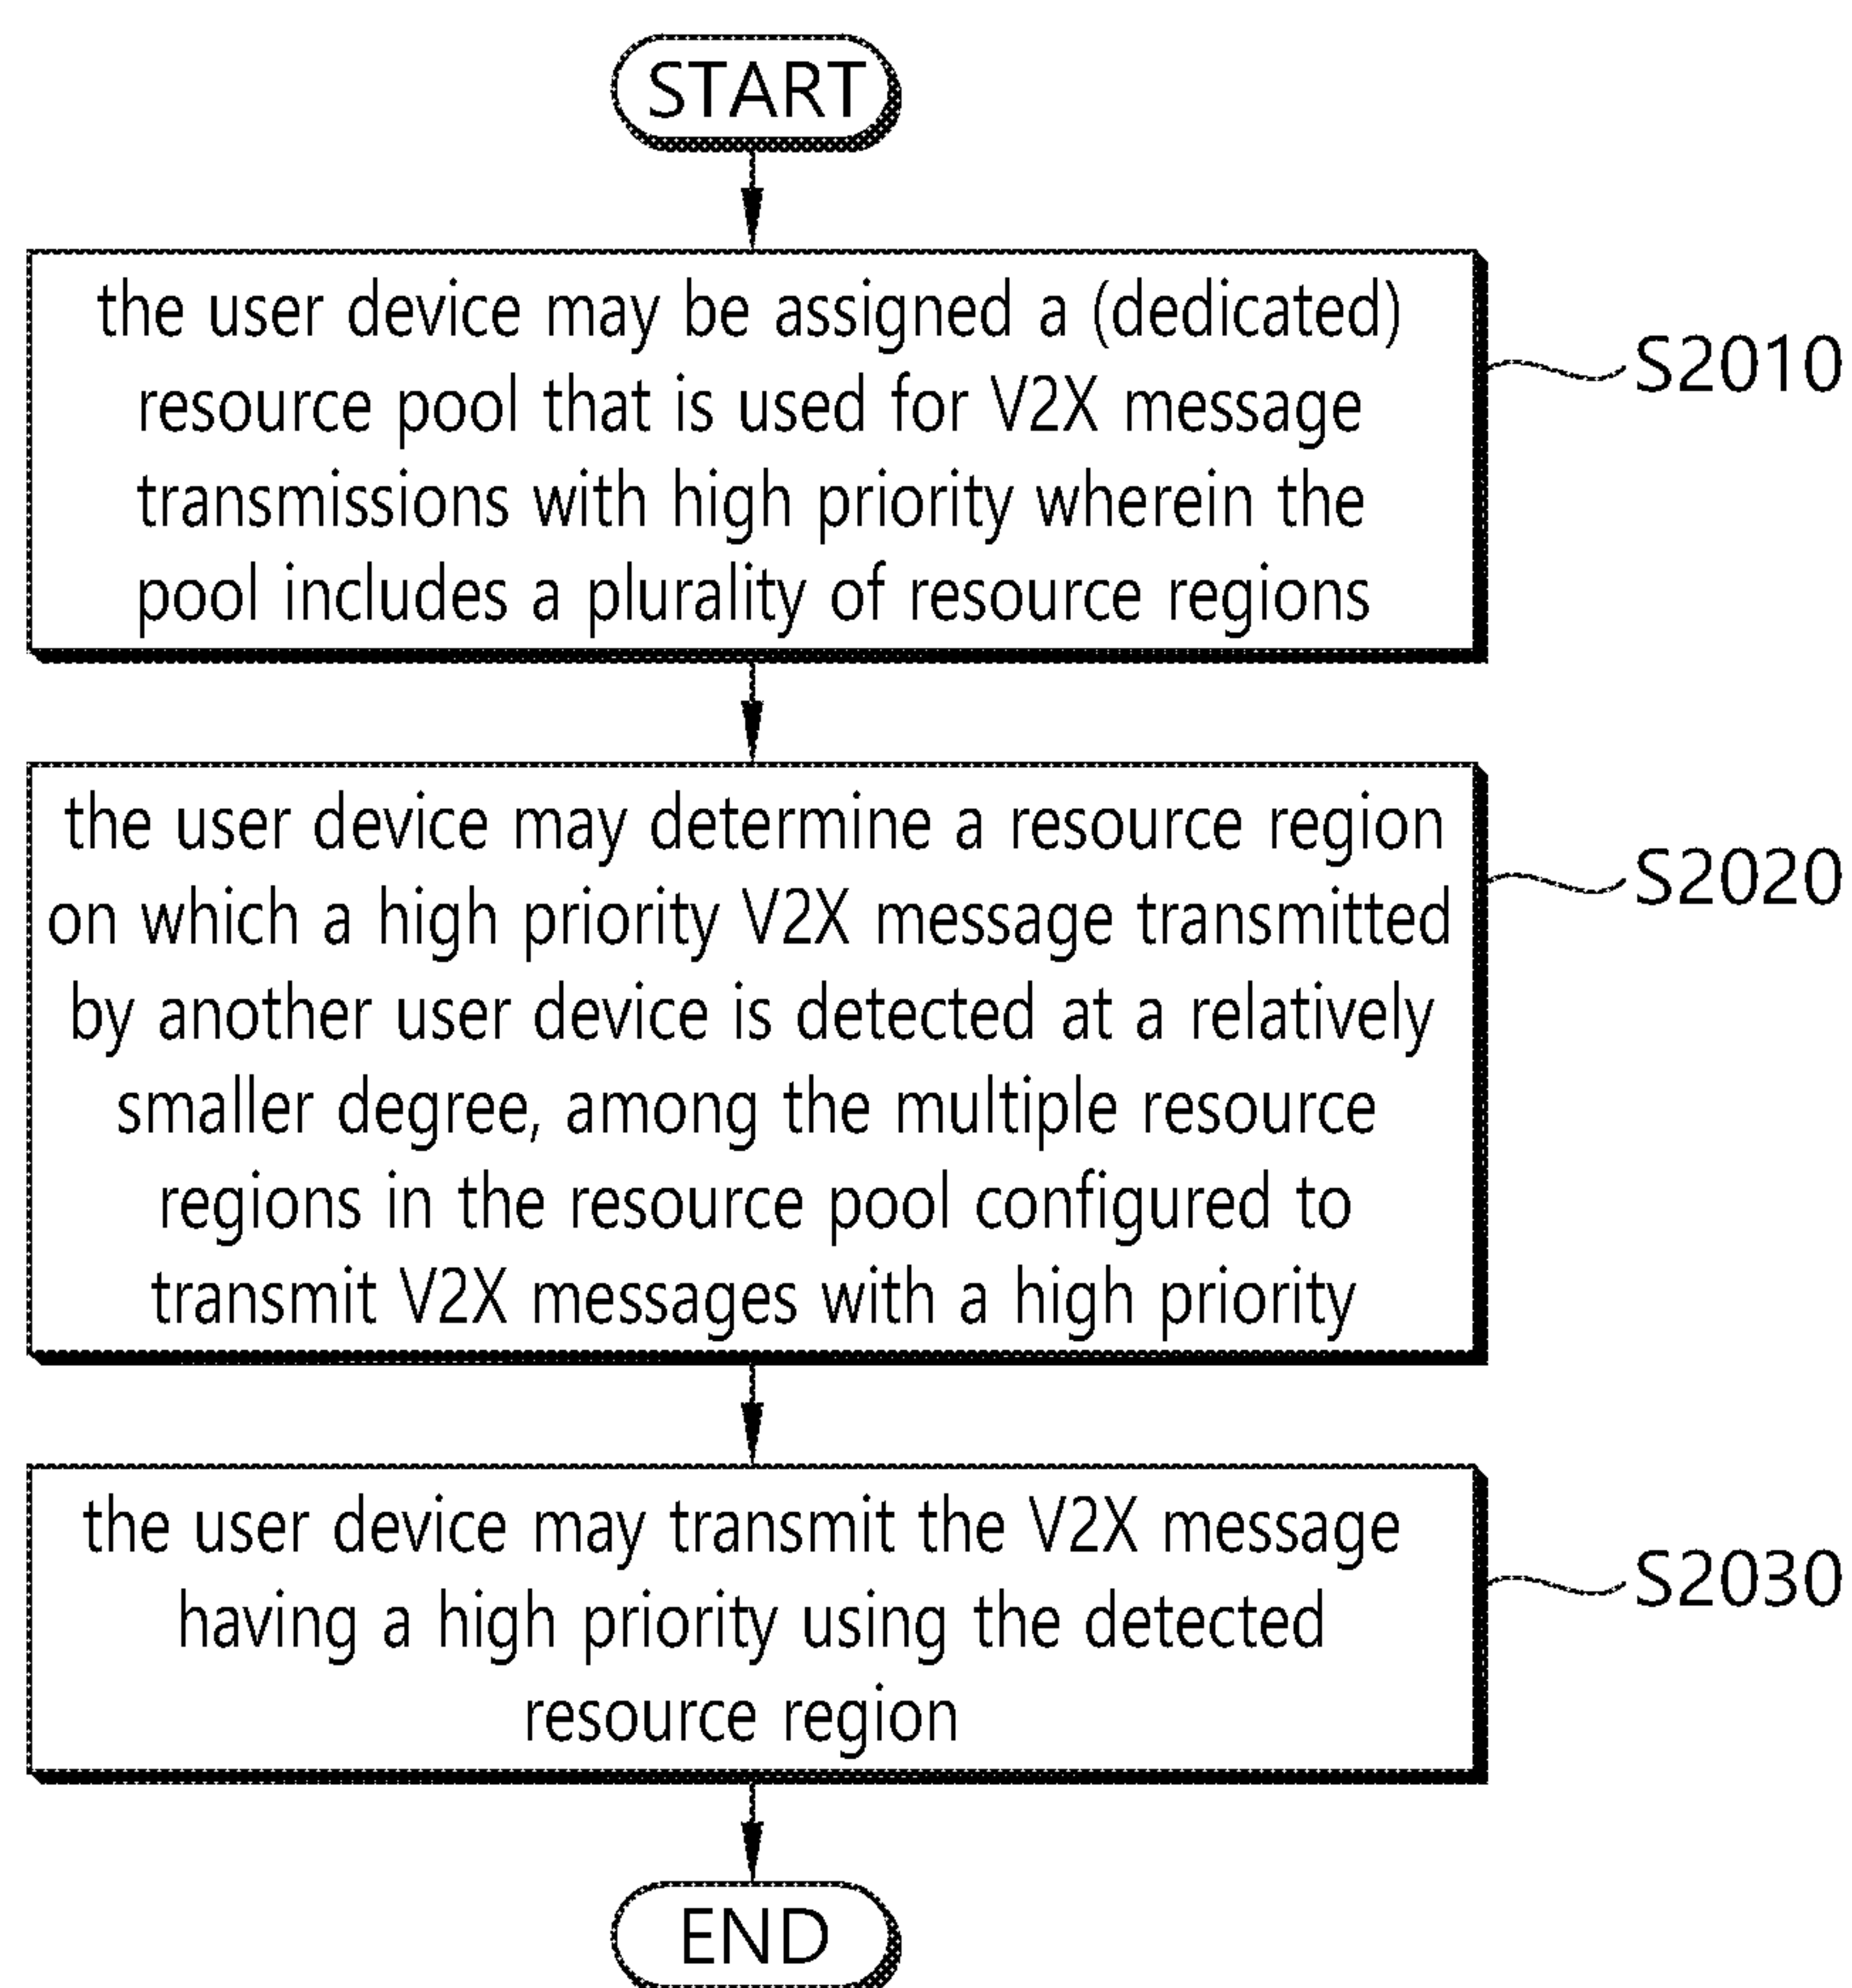 START
the user device may be assigned a (dedicated)
resource pool that is used for V2X message
transmissions with high priority wherein the
pool includes a plurality of resource regions
S2010
the user device may determine a resource region
on which a high priority V2X message transmitted
by another user device is detected at a relatively
smaller degree, among the multiple resource
regions in the resource pool configured to
transmit V2X messages with a high priority
S2020
the user device may transmit the V2X message
having a high priority using the detected
resource region
S2030
END